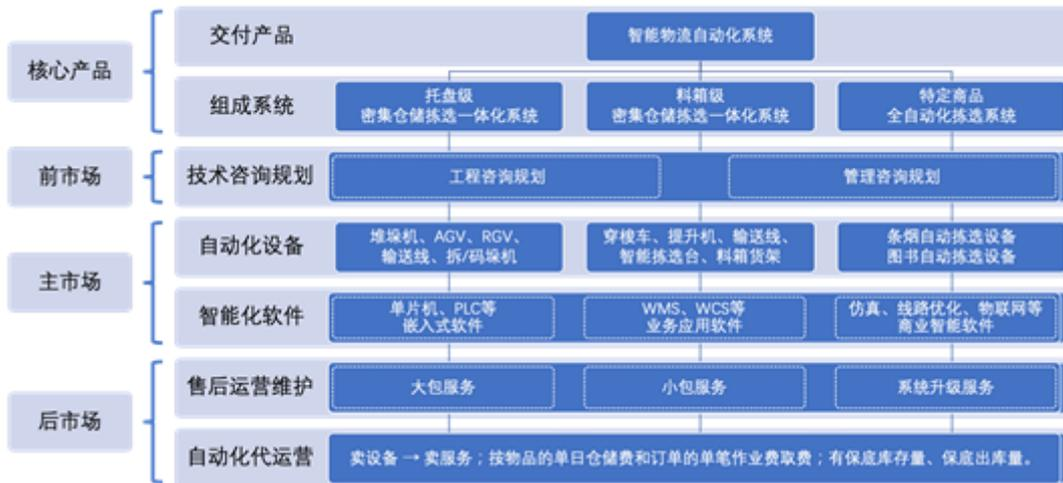 核心产品
交付产品
智能物流自动化系统
组成系统
托盘级
密集仓储拣选一体化系统
料箱级
密集仓储拣选一体化系统
特定商品
全自动化拣选系统
前市场
技术咨询规划
工程咨询规划
管理咨询规划
主市场
自动化设备
堆垛机、AGV、RGV、
输送线、拆/码垛机
穿梭车、提升机、输送线、
智能拣选台、料箱货架
条烟自动拣选设备
图书自动拣选设备
智能化软件
单片机、PLC等
嵌入式软件
WMS、WCS等
业务应用软件
仿真、线路优化、物联网等
商业智能软件
后市场
售后运营维护
大包服务
小包服务
系统升级服务
自动化代运营
卖设备 → 卖服务；按物品的单日仓储费和订单的单笔作业费取费；有保底库存量、保底出库量。